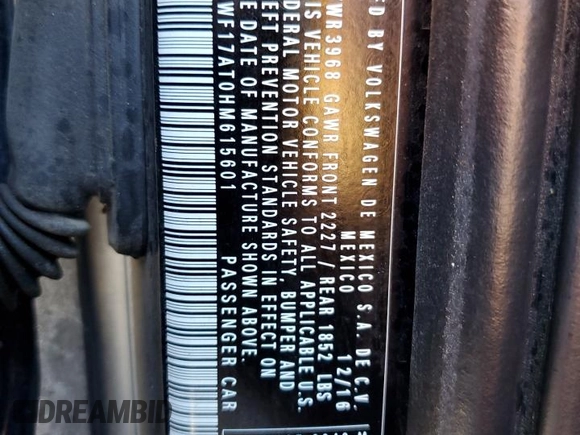 ED BY VOLKSWAGEN DE MEXICO S.A. DE C.V.
MEXICO 12/16
WR 3968 GAWR FRONT 2227 / REAR 1852 LBS
IS VEHICLE CONFORMS TO ALL APPLICABLE U.S.
DERAL MOTOR VEHICLE SAFETY, BUMPER AND
EFT PREVENTION STANDARDS IN EFFECT ON
E DATE OF MANUFACTURE SHOWN ABOVE.
WF17AT0HM615601 PASSENGER CAR
IDREAMBID